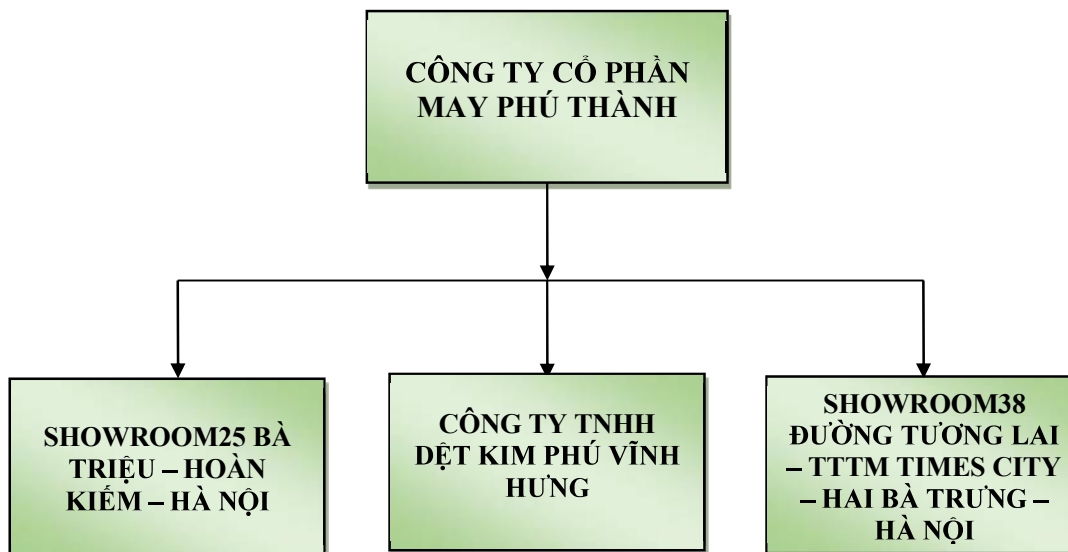 CÔNG TY CỔ PHẦN
MAY PHÚ THÀNH
SHOWROOM25 BÀ
TRIỆU – HOÀN
KIẾM – HÀ NỘI
CÔNG TY TNHH
DỆT KIM PHÚ VĨNH
HƯNG
SHOWROOM38
ĐƯỜNG TƯƠNG LAI
– TTTM TIMES CITY
– HAI BÀ TRƯNG –
HÀ NỘI